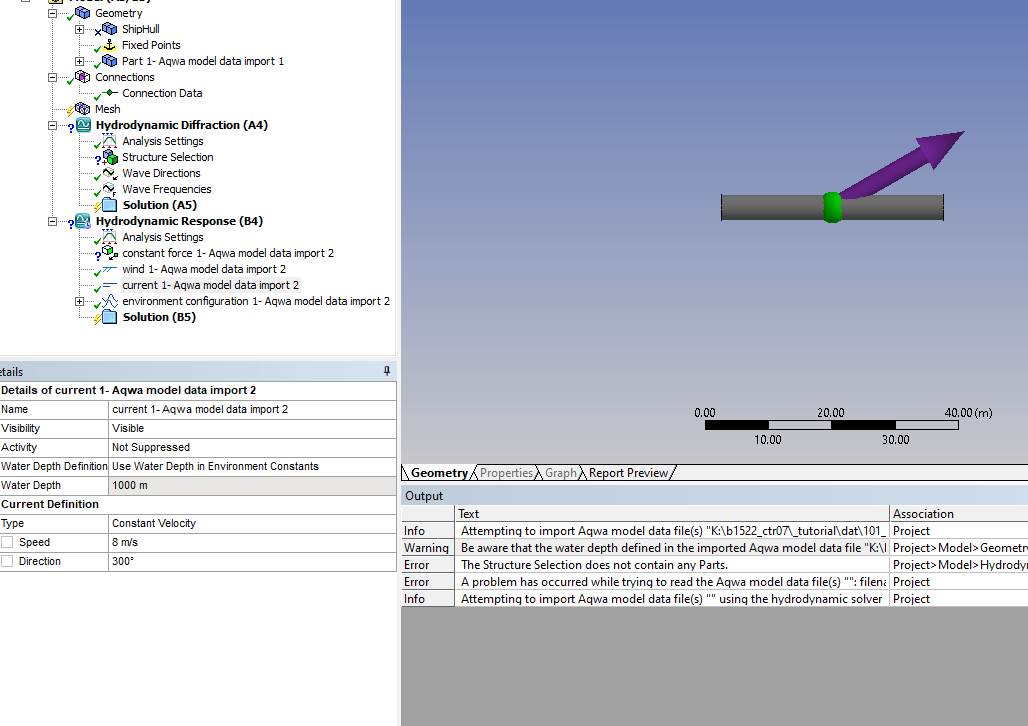 Geometry
ShipHull
Fixed Points
Part 1- Aqwa model data import 1
Connections
Connection Data
Mesh
Hydrodynamic Diffraction (A4)
Analysis Settings
Structure Selection
Wave Directions
Wave Frequencies
Solution (A5)
Hydrodynamic Response (B4)
Analysis Settings
constant force 1- Aqwa model data import 2
wind 1- Aqwa model data import 2
current 1- Aqwa model data import 2
environment configuration 1- Aqwa model data import 2
Solution (B5)
etails
Details of current 1- Aqwa model data import 2
Name current 1- Aqwa model data import 2
Visibility Visible
Activity Not Suppressed
Water Depth Definition Use Water Depth in Environment Constants
Water Depth 1000 m
Current Definition
Type Constant Velocity
Speed 8 m/s
Direction 300°
0.00 20.00 40.00 (m)
10.00 30.00
Geometry Properties Graph Report Preview
Output
Text Association
Info Attempting to import Aqwa model data file(s) "K:\b1522_ctr07\_tutorial\dat\101_ Project
Warning Be aware that the water depth defined in the imported Aqwa model data file "K:\ Project>Model>Geometry
Error The Structure Selection does not contain any Parts. Project>Model>Hydrody
Error A problem has occurred while trying to read the Aqwa model data file(s) "": filena Project
Info Attempting to import Aqwa model data file(s) "" using the hydrodynamic solver Project